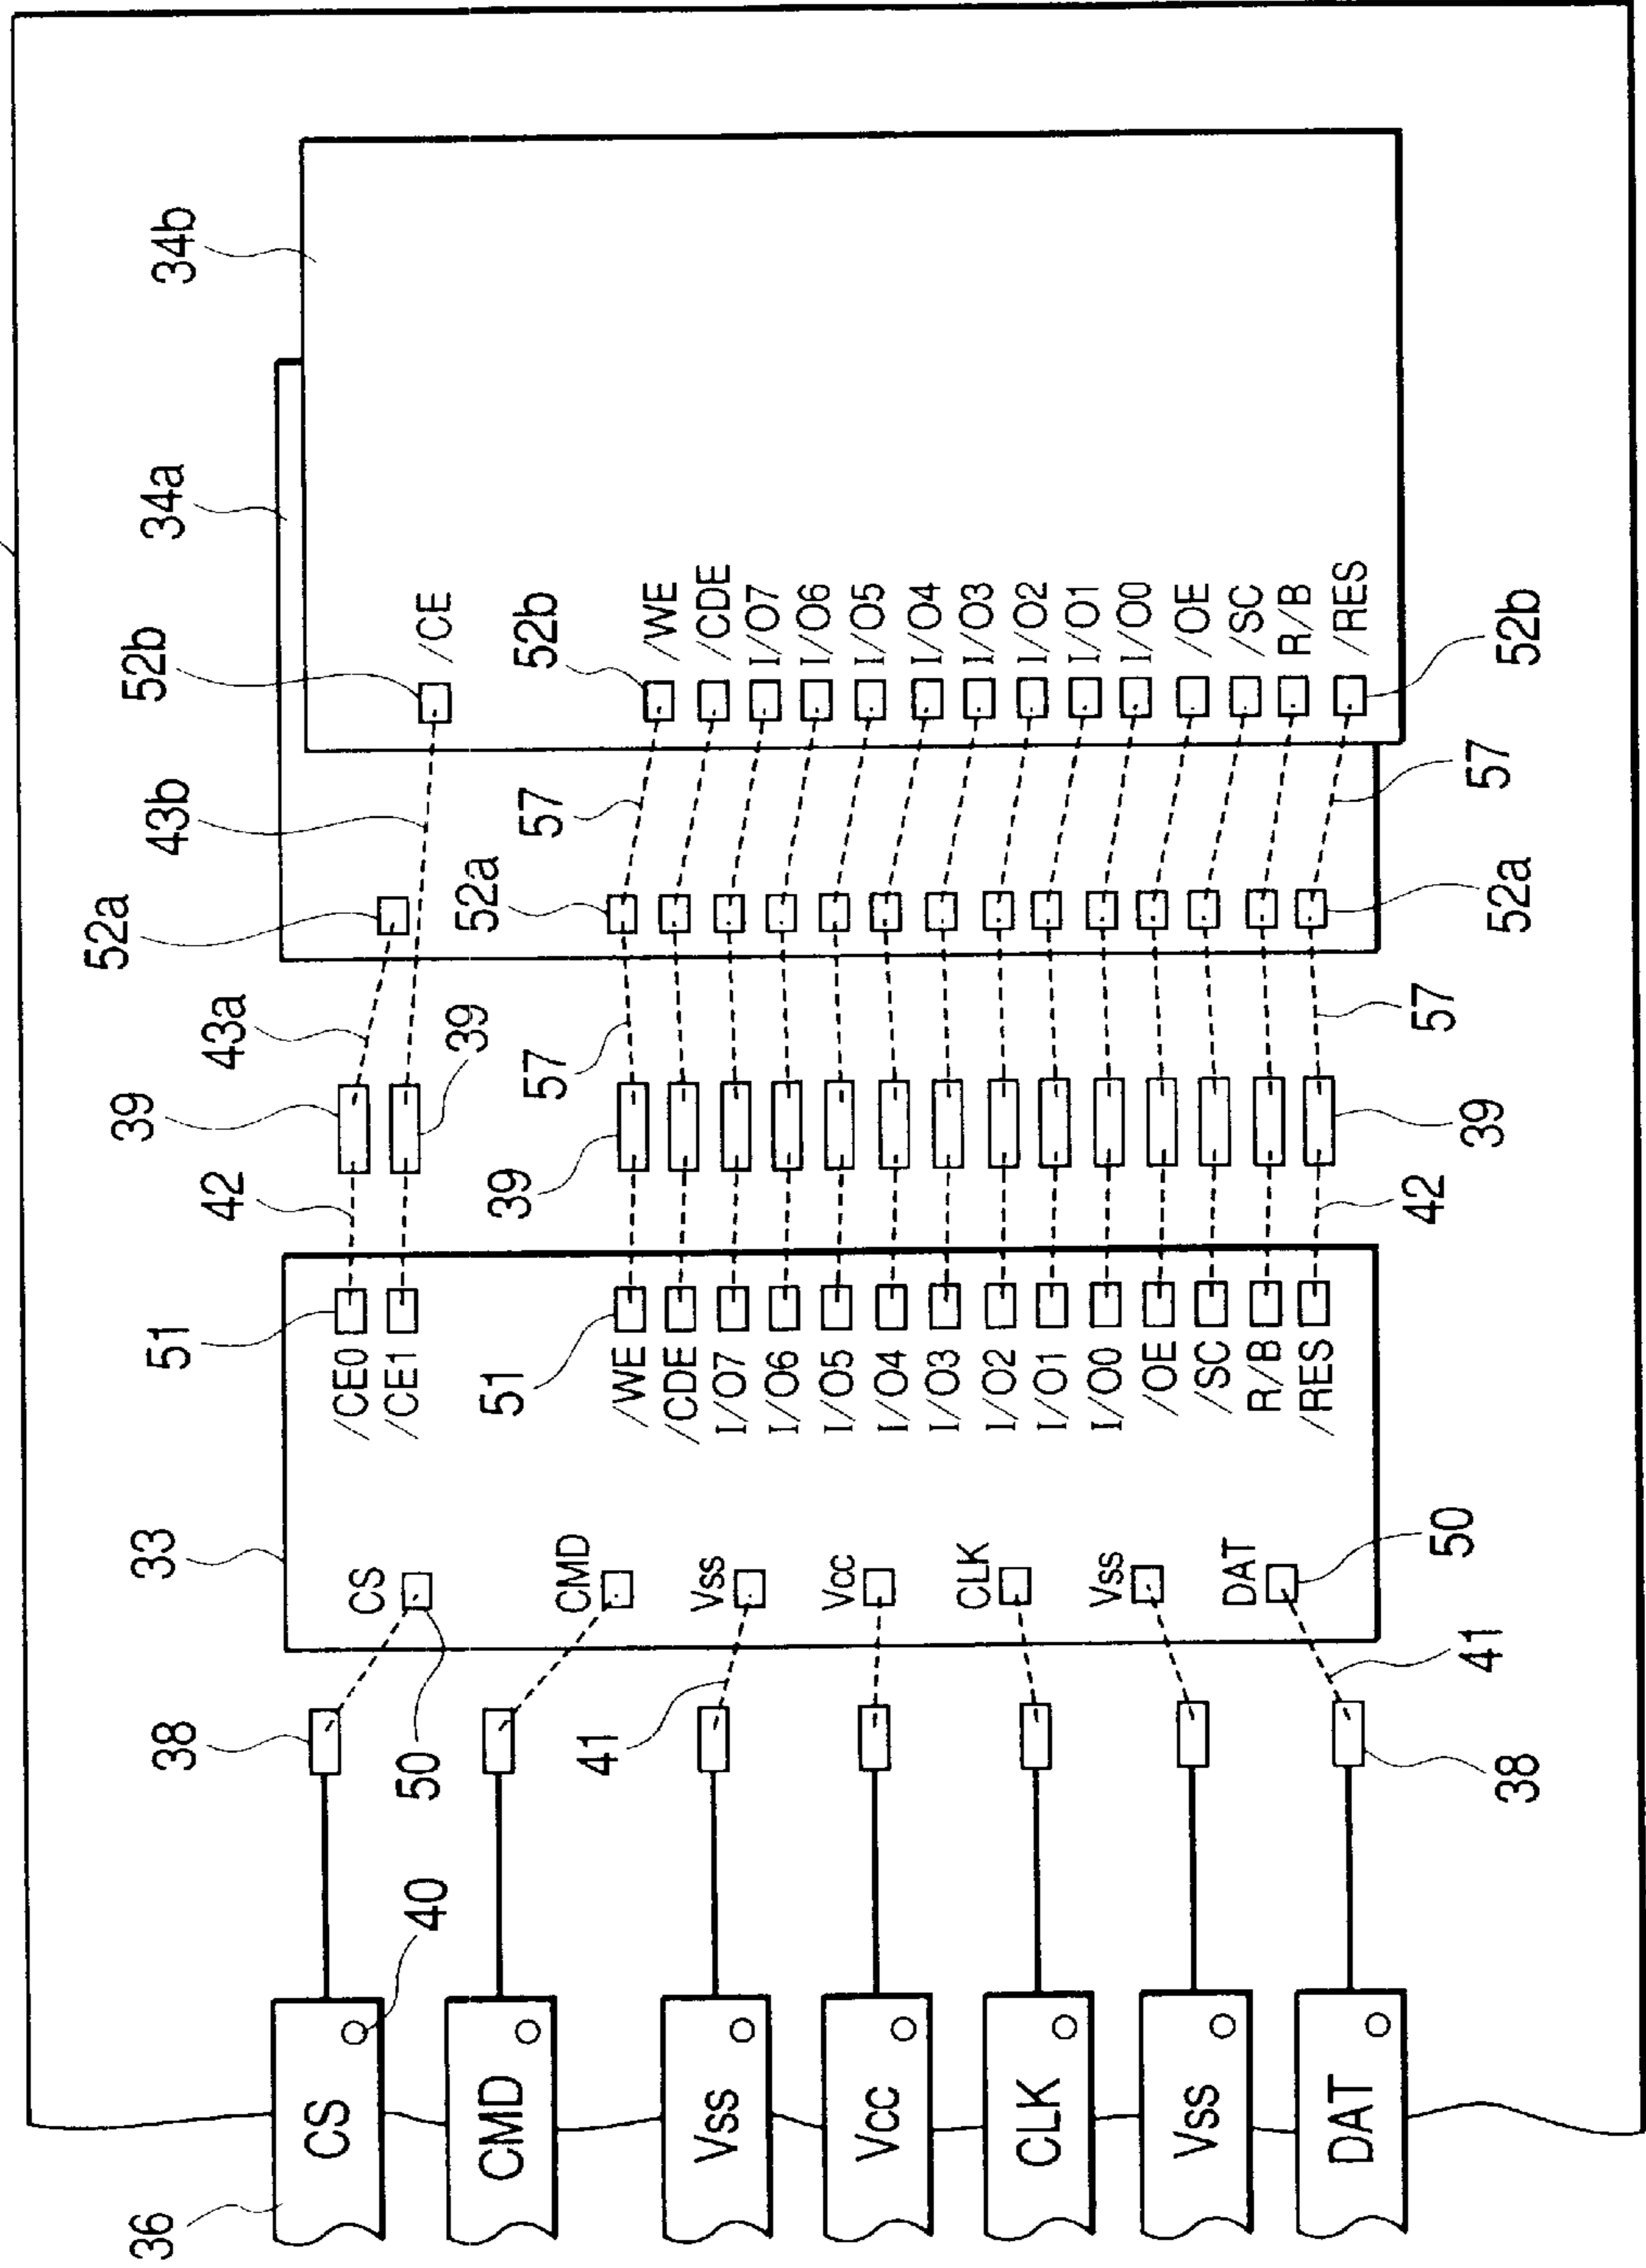 36
38
33
51
42
39
43a
52a
43b
52b
34a
34b
CS
40
50
CS
/CE0
/CE1
39
/CE
CMD
CMD
51
39
57
52a
57
52b
41
/WE
/WE
/CDE
/CDE
Vss
Vss
I/O7
I/O7
I/O6
I/O6
Vcc
Vcc
I/O5
I/O5
I/O4
I/O4
I/O3
I/O3
CLK
CLK
I/O2
I/O2
I/O1
I/O1
I/O0
I/O0
Vss
Vss
/OE
/OE
/SC
/SC
DAT
DAT
R/B
R/B
/RES
/RES
38
41
50
42
39
57
52a
57
52b